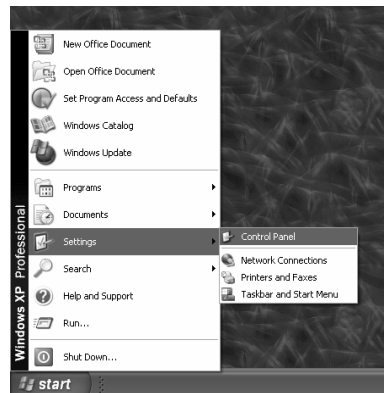 New Office Document
Open Office Document
Set Program Access and Defaults
Windows Catalog
Windows Update
Programs
Documents
Settings
Control Panel
Search
Network Connections
Printers and Faxes
Help and Support
Taskbar and Start Menu
Run...
Shut Down...
Windows XP Professional
start